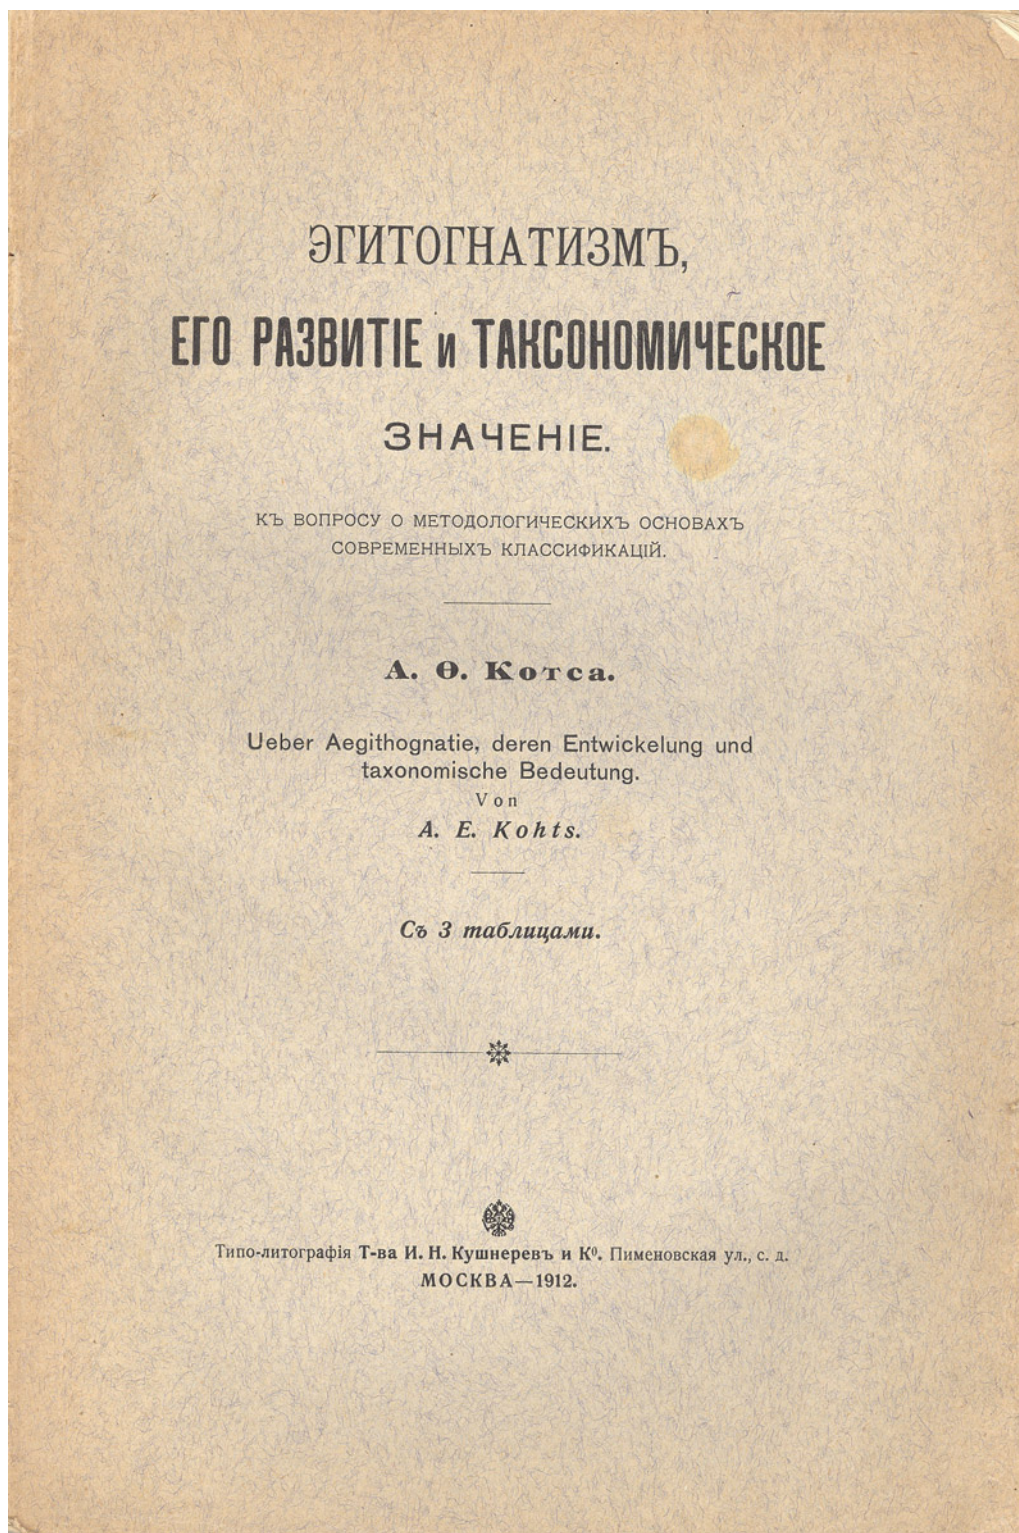 ЭГИТОГНАТИЗМЪ,
ЕГО РАЗВИТІЕ и ТАКСОНОМИЧЕСКОЕ
ЗНАЧЕНІЕ.
КЪ ВОПРОСУ О МЕТОДОЛОГИЧЕСКИХЪ ОСНОВАХЪ
СОВРЕМЕННЫХЪ КЛАССИФИКАЦІЙ.
А. Ѳ. Котса.
Ueber Aegithognatie, deren Entwickelung und
taxonomische Bedeutung.
Von
A. E. Kohts.
Съ 3 таблицами.
Типо-литографія Т-ва И. Н. Кушнеревъ и К⁰. Пименовская ул., с. д.
МОСКВА—1912.